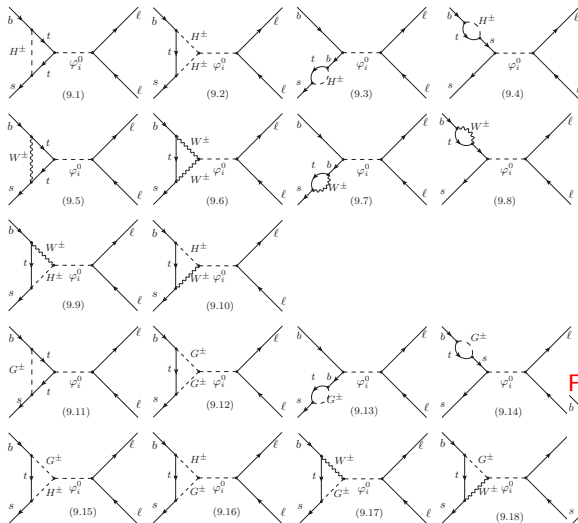 b t ℓ
H± φ⁰ᵢ
s t (9.1) ℓ
b H± ℓ
t φ⁰ᵢ
s H± (9.2) ℓ
b ℓ
t b φ⁰ᵢ
s H± (9.3) ℓ
b H± ℓ
t s φ⁰ᵢ
s (9.4) ℓ
b t ℓ
W± φ⁰ᵢ
s t (9.5) ℓ
b W± ℓ
t φ⁰ᵢ
s W± (9.6) ℓ
b ℓ
t b φ⁰ᵢ
s W± (9.7) ℓ
b W± ℓ
t φ⁰ᵢ
s (9.8) ℓ
b W± ℓ
t φ⁰ᵢ
s H± (9.9) ℓ
b H± ℓ
t φ⁰ᵢ
s W± (9.10) ℓ
b t ℓ
G± φ⁰ᵢ
s t (9.11) ℓ
b G± ℓ
t φ⁰ᵢ
s G± (9.12) ℓ
b ℓ
t b φ⁰ᵢ
s G± (9.13) ℓ
b G± ℓ
t s φ⁰ᵢ
s (9.14) ℓ
F
b
b G± ℓ
t φ⁰ᵢ
s H± (9.15) ℓ
b H± ℓ
t φ⁰ᵢ
s G± (9.16) ℓ
b W± ℓ
t φ⁰ᵢ
s G± (9.17) ℓ
b G± ℓ
t φ⁰ᵢ
s W± (9.18) ℓ
s